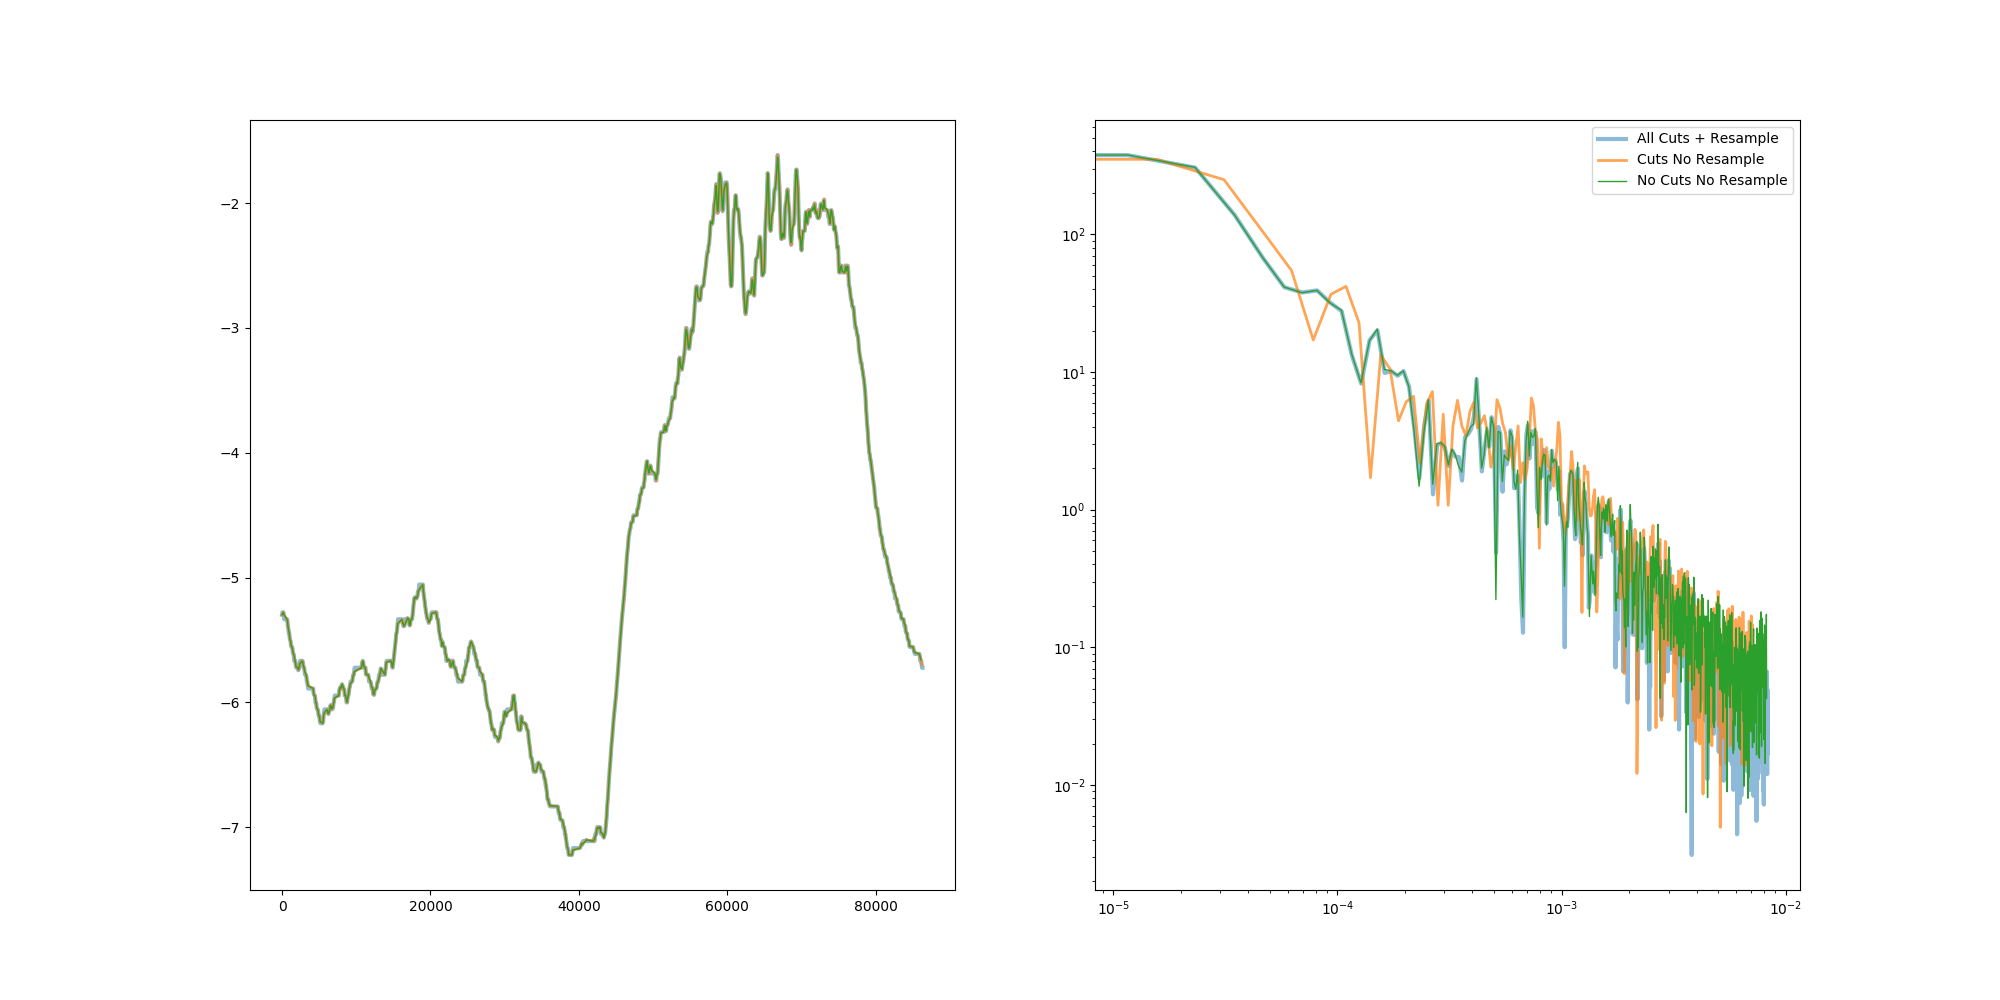 −2
−3
−4
−5
−6
−7
0 20000 40000 60000 80000
All Cuts + Resample
Cuts No Resample
No Cuts No Resample
10²
10¹
10⁰
10⁻¹
10⁻²
10⁻⁵ 10⁻⁴ 10⁻³ 10⁻²